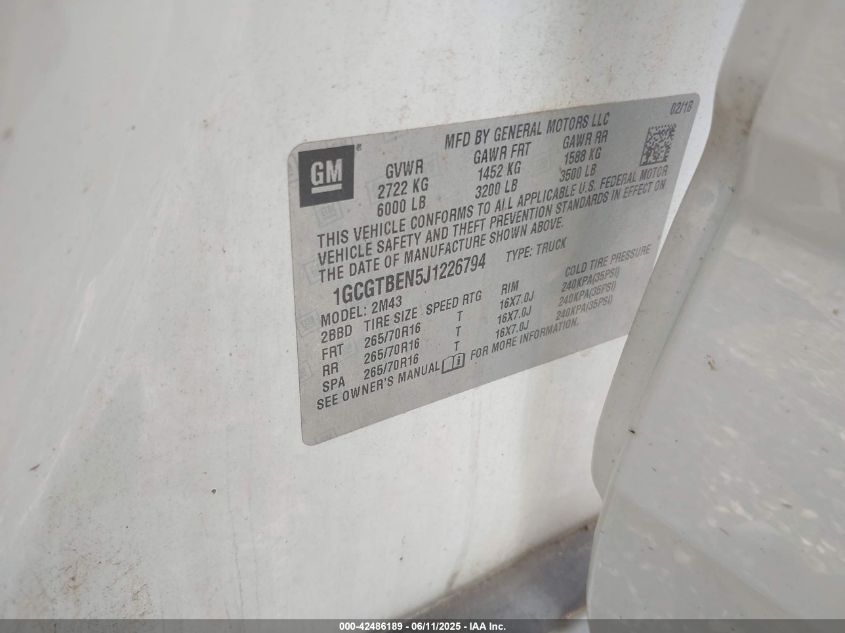 02/18
MFD BY GENERAL MOTORS LLC
GM
GVWR GAWR FRT GAWR RR
2722 KG 1452 KG 1588 KG
6000 LB 3200 LB 3500 LB
THIS VEHICLE CONFORMS TO ALL APPLICABLE U.S. FEDERAL MOTOR
VEHICLE SAFETY AND THEFT PREVENTION STANDARDS IN EFFECT ON
THE DATE OF MANUFACTURE SHOWN ABOVE.
1GCGTBEN5J1226794 TYPE: TRUCK
MODEL: 2M43
2BBD TIRE SIZE SPEED RTG RIM COLD TIRE PRESSURE
FRT 265/70R16 T 16X7.0J 240KPA(35PSI)
RR 265/70R16 T 16X7.0J 240KPA(35PSI)
SPA 265/70R16 T 16X7.0J 240KPA(35PSI)
SEE OWNER'S MANUAL FOR MORE INFORMATION.
000-42486189 - 06/11/2025 - IAA Inc.